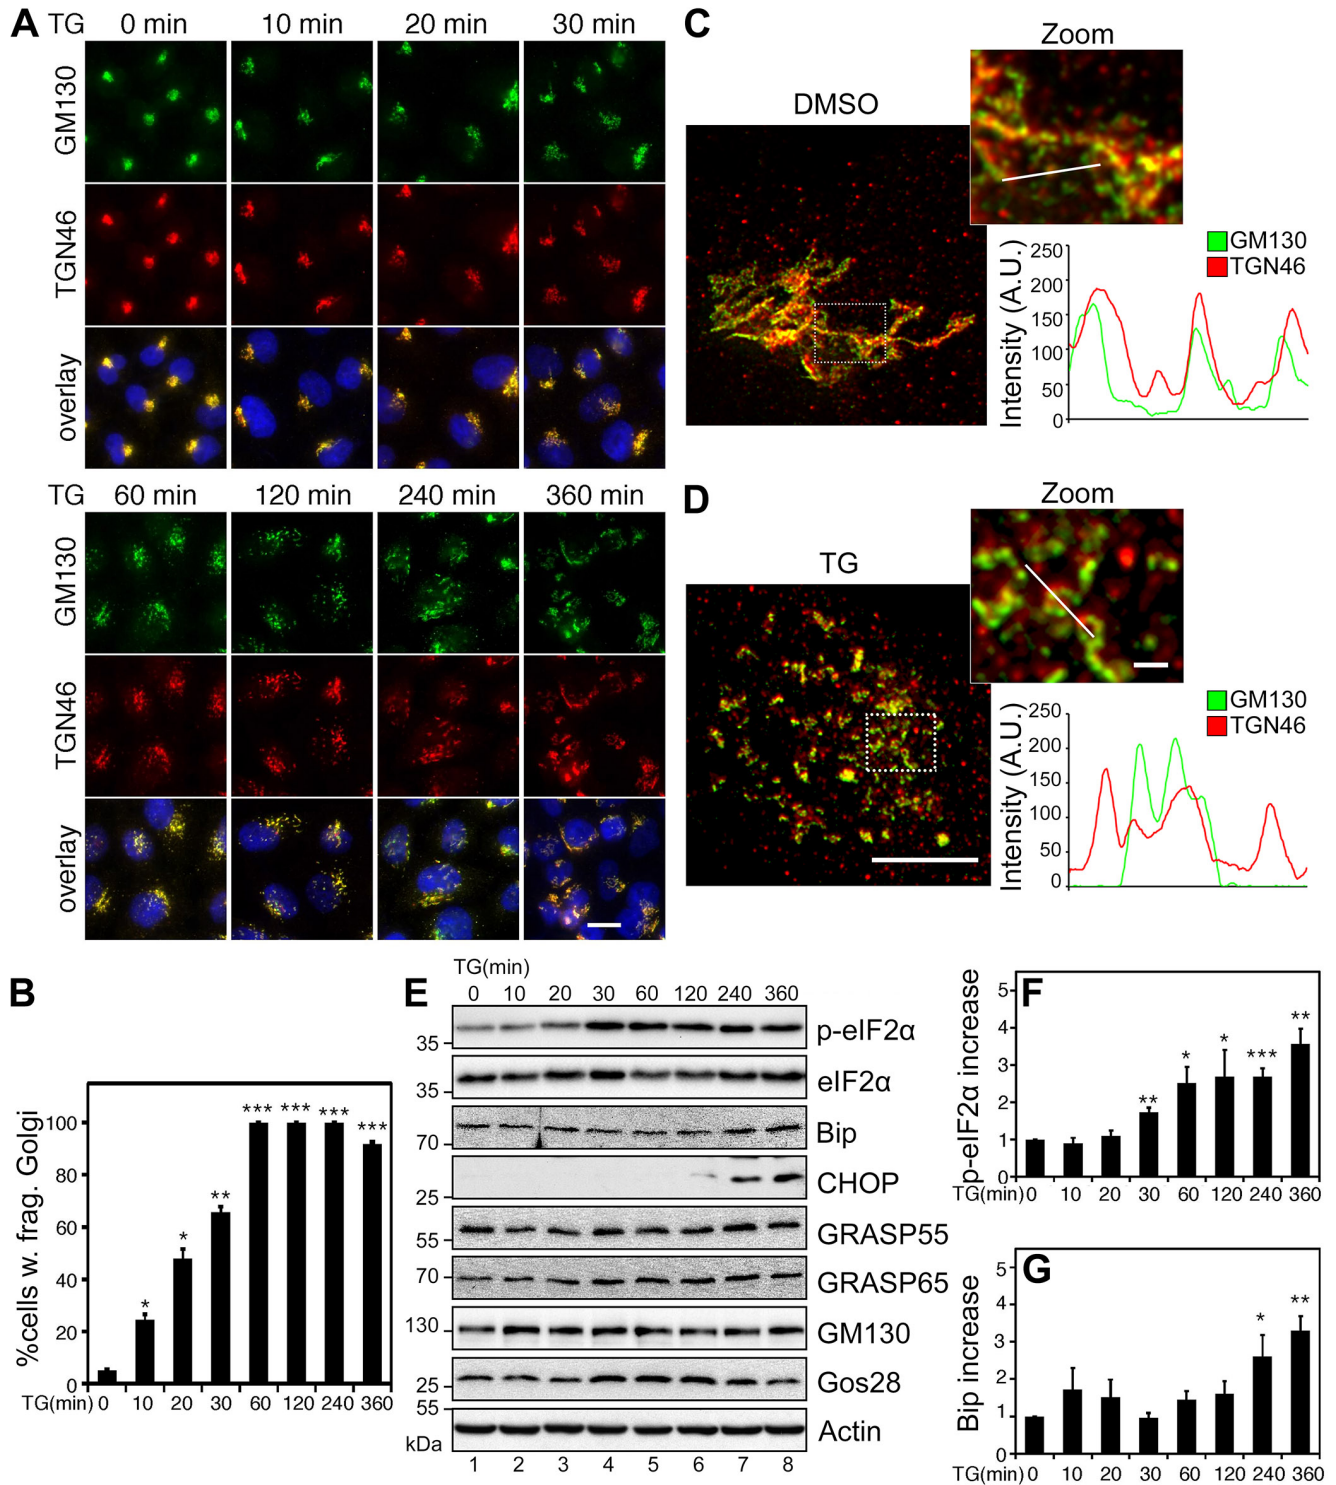 A
TG 0 min 10 min 20 min 30 min
GM130
TGN46
overlay
TG 60 min 120 min 240 min 360 min
GM130
TGN46
overlay
B
%cells w. frag. Golgi
100
80
60
40
20
0
* * ** *** *** *** ***
TG(min) 0 10 20 30 60 120 240 360
C
DMSO
Zoom
GM130
TGN46
Intensity (A.U.)
250
200
150
100
50
0
D
TG
Zoom
GM130
TGN46
Intensity (A.U.)
250
200
150
100
50
0
E
TG(min)
0 10 20 30 60 120 240 360
35 p-eIF2α
35 eIF2α
70 Bip
25 CHOP
55 GRASP55
70 GRASP65
130 GM130
25 Gos28
55 Actin
kDa
1 2 3 4 5 6 7 8
F
p-eIF2α increase
5
4
3
2
1
0
** * * *** **
TG(min) 0 10 20 30 60 120 240 360
G
Bip increase
5
4
3
2
1
0
* **
TG(min) 0 10 20 30 60 120 240 360